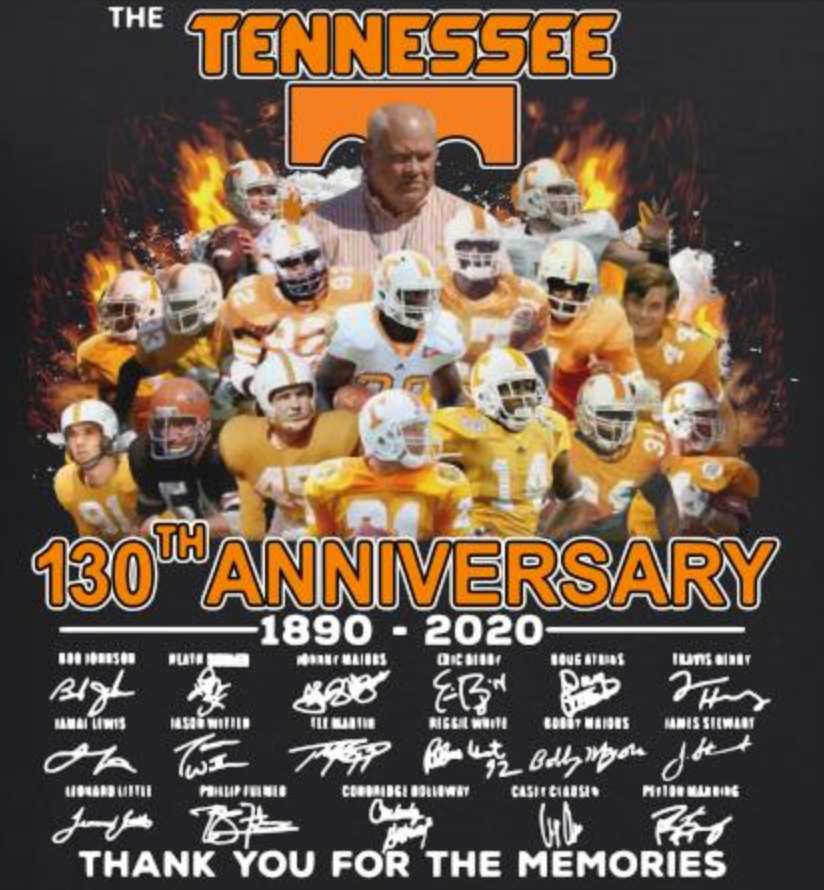 THE
TENNESSEE
T
130TH ANNIVERSARY
1890 - 2020
BOB JOHNSON HEATH JOHNNY MAJORS ERIC BERRY DOUG ATKINS TRAVIS HENRY
JAMAL LEWIS JASON WITTEN TEE MARTIN REGGIE WHITE BOBBY MAJORS JAMES STEWART
LEONARD LITTLE PHILLIP FULMER CONDREDGE HOLLOWAY CASEY CLAUSEN PEYTON MANNING
THANK YOU FOR THE MEMORIES